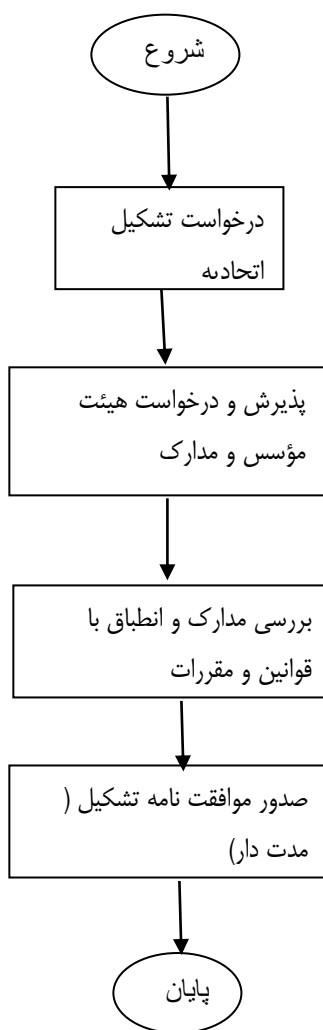 شروع
درخواست تشکیل
اتحادیه
پذیرش و درخواست هیئت
مؤسس و مدارک
بررسی مدارک و انطباق با
قوانین و مقررات
صدور موافقت نامه تشکیل (
مدت دار)
پایان